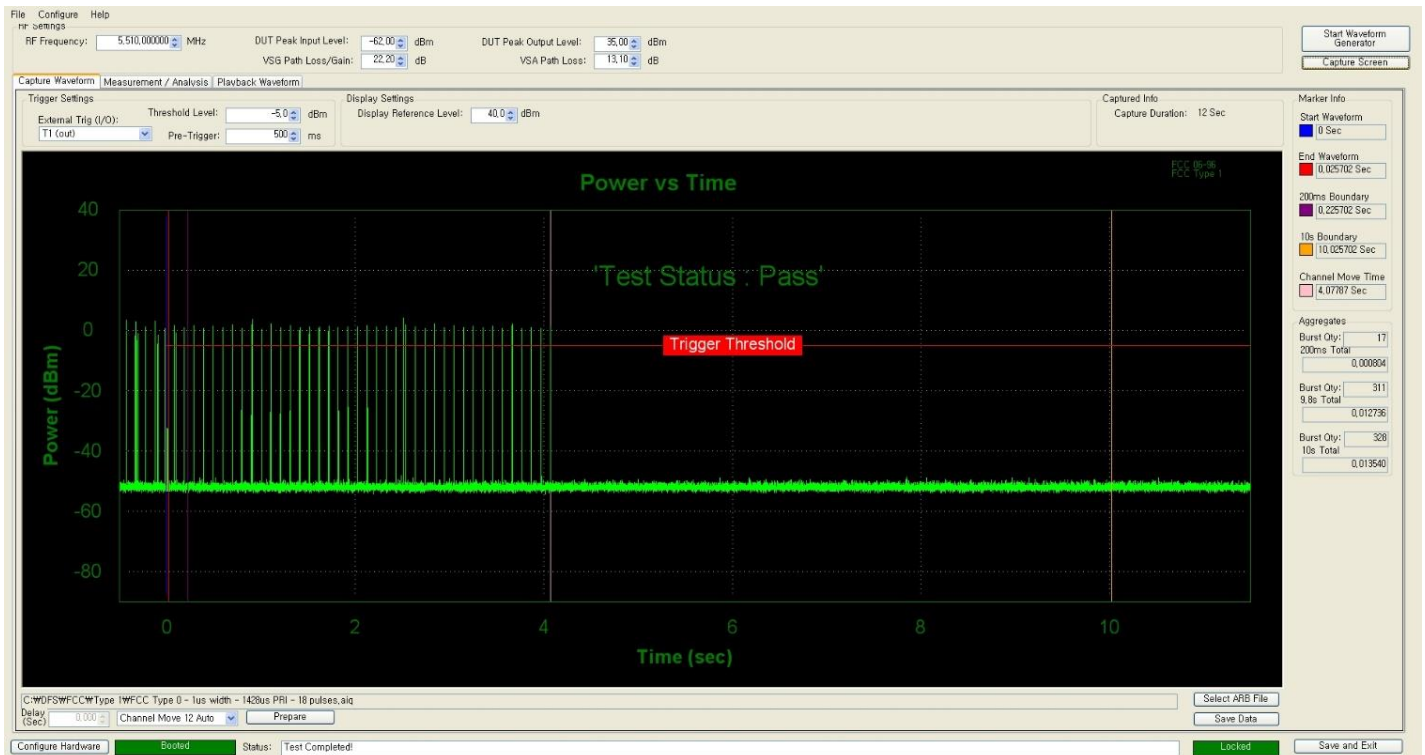 File Configure Help
RF Settings
RF Frequency: 5,510,000000 MHz DUT Peak Input Level: -62,00 dBm DUT Peak Output Level: 35,00 dBm
VSG Path Loss/Gain: 22,20 dB VSA Path Loss: 13,10 dB
Start Waveform Generator
Capture Screen
Capture Waveform Measurement / Analysis Playback Waveform
Trigger Settings
External Trig (I/O): Threshold Level: -5,0 dBm
T1 (out) Pre-Trigger: 500 ms
Display Settings
Display Reference Level: 40,0 dBm
Captured Info
Capture Duration: 12 Sec
Marker Info
Start Waveform
0 Sec
End Waveform
0,025702 Sec
200ms Boundary
0,225702 Sec
10s Boundary
10,025702 Sec
Channel Move Time
4,07787 Sec
Aggregates
Burst Qty: 17
200ms Total
0,000804
Burst Qty: 311
9,8s Total
0,012736
Burst Qty: 328
10s Total
0,013540
FCC 06-96
FCC Type 1
Power vs Time
'Test Status : Pass'
Trigger Threshold
Power (dBm)
40
20
0
-20
-40
-60
-80
0 2 4 6 8 10
Time (sec)
C:₩DFS₩FCC₩Type 1₩FCC Type 0 - 1us width - 1428us PRI - 18 pulses.aiq
Select ARB File
Delay (Sec) 0,000 Channel Move 12 Auto Prepare
Save Data
Configure Hardware Booted Status: Test Completed! Locked Save and Exit